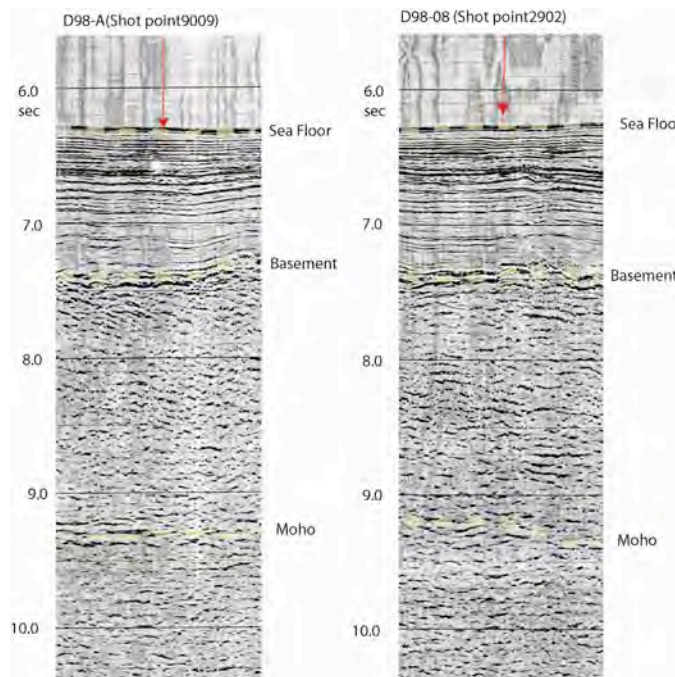 D98-A(Shot point9009)
6.0
sec
Sea Floor
7.0
Basement
8.0
9.0
Moho
10.0
D98-08 (Shot point2902)
6.0
sec
Sea Floo
7.0
Basement
8.0
9.0
Moho
10.0